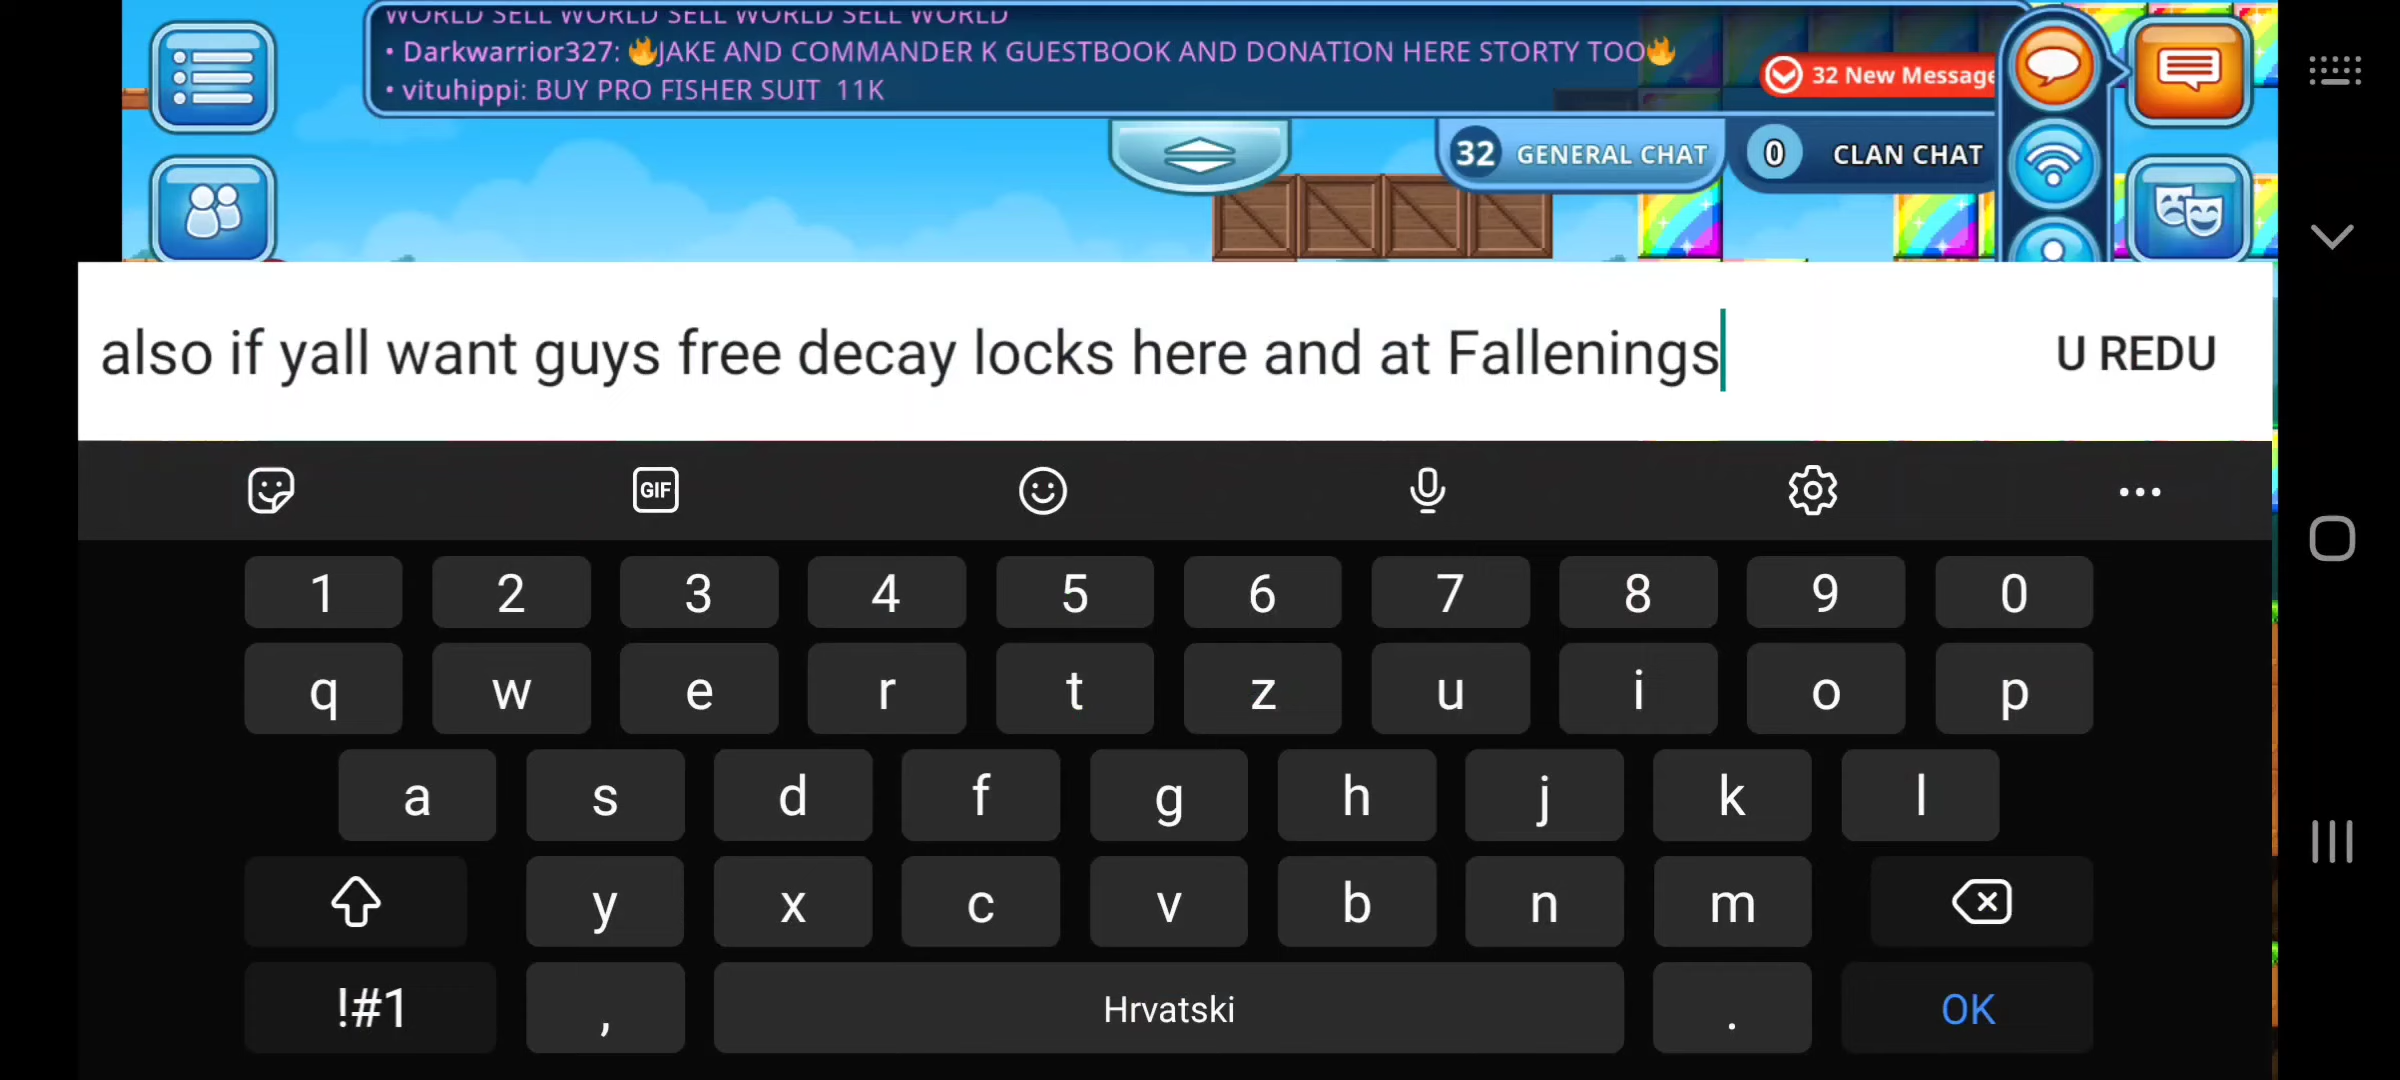 WORLD SELL WORLD SELL WORLD SELL WORLD
• Darkwarrior327: 🔥JAKE AND COMMANDER K GUESTBOOK AND DONATION HERE STORTY TOO🔥
• vituhippi: BUY PRO FISHER SUIT 11K
32 New Message
32 GENERAL CHAT
0 CLAN CHAT
also if yall want guys free decay locks here and at Fallenings
U REDU
GIF
1 2 3 4 5 6 7 8 9 0
q w e r t z u i o p
a s d f g h j k l
y x c v b n m
!#1 , Hrvatski . OK